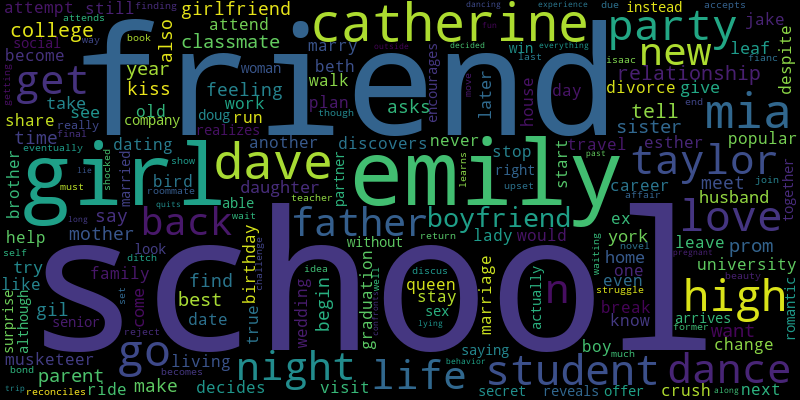 attempt still finding girlfriend catherine dancing experience due accepts instead
social attends way book also attend party jake
college classmate marry win everything
become friend decided last new leaf despite
get year woman beth outside fun isaac fianc
kiss feeling walk encourages later house day relationship
getting take see old doug work plan asks move divorce give
share company run though end tell mia
time really final realizes another discovers never sister
eventually dating stop travel esther popular
girl shocked show dave emily start past taylor
brother lie bird daughter partner right learns career meet together
must roommate able teacher upset affair join husband
married quits wait
long say back father boyfriend ex love
help mother lady would york leave prom
self look without return waiting novel home university
try family birthday challenge school idea well discus actually one pregnant
like come find begin graduation queen marriage n even beauty romantic
ditch best stay struggle high
surprise although gil set date true wedding sex lying break former arrives
senior reject know want change
musketeer go living night saying boy much
bond parent becomes life behavior student dance
trip reconciles ride make decides visit secret reveals offer crush along next